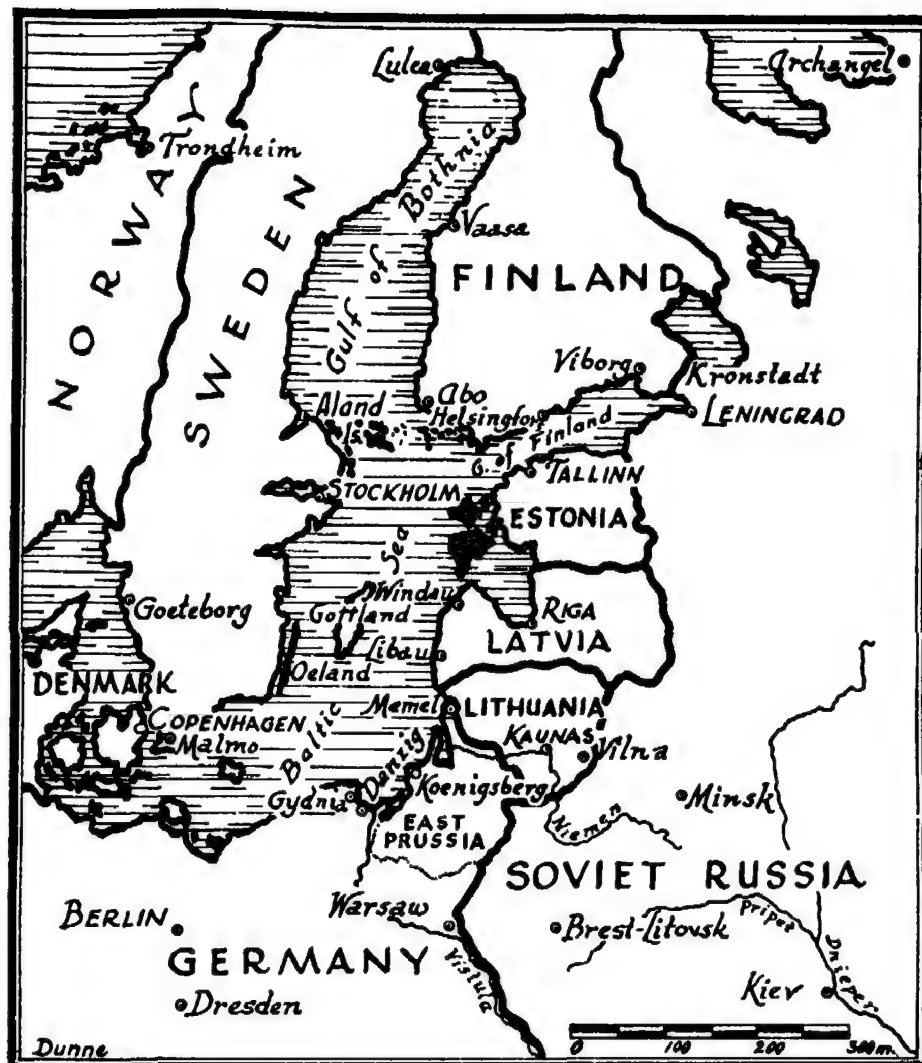 Lulea
Archangel
NORWAY
Trondheim
SWEDEN
Gulf of Bothnia
Vaasa
FINLAND
Viborg
Kronstadt
LENINGRAD
Abo
Helsingfors
Aland
Is.
G. of Finland
TALLINN
STOCKHOLM
ESTONIA
Baltic Sea
Windau
Goeteborg
Gottland
RIGA
LATVIA
Libau
Oeland
DENMARK
Memel
LITHUANIA
COPENHAGEN
KAUNAS
Malmo
Vilna
Danzig
Koenigsberg
Gydnia
Minsk
EAST
PRUSSIA
Niemen
SOVIET RUSSIA
Warsaw
BERLIN
Brest-Litovsk
Pripet
Dnieper
GERMANY
Vistula
Dresden
Kiev
0 100 200 300 m.
Dunne